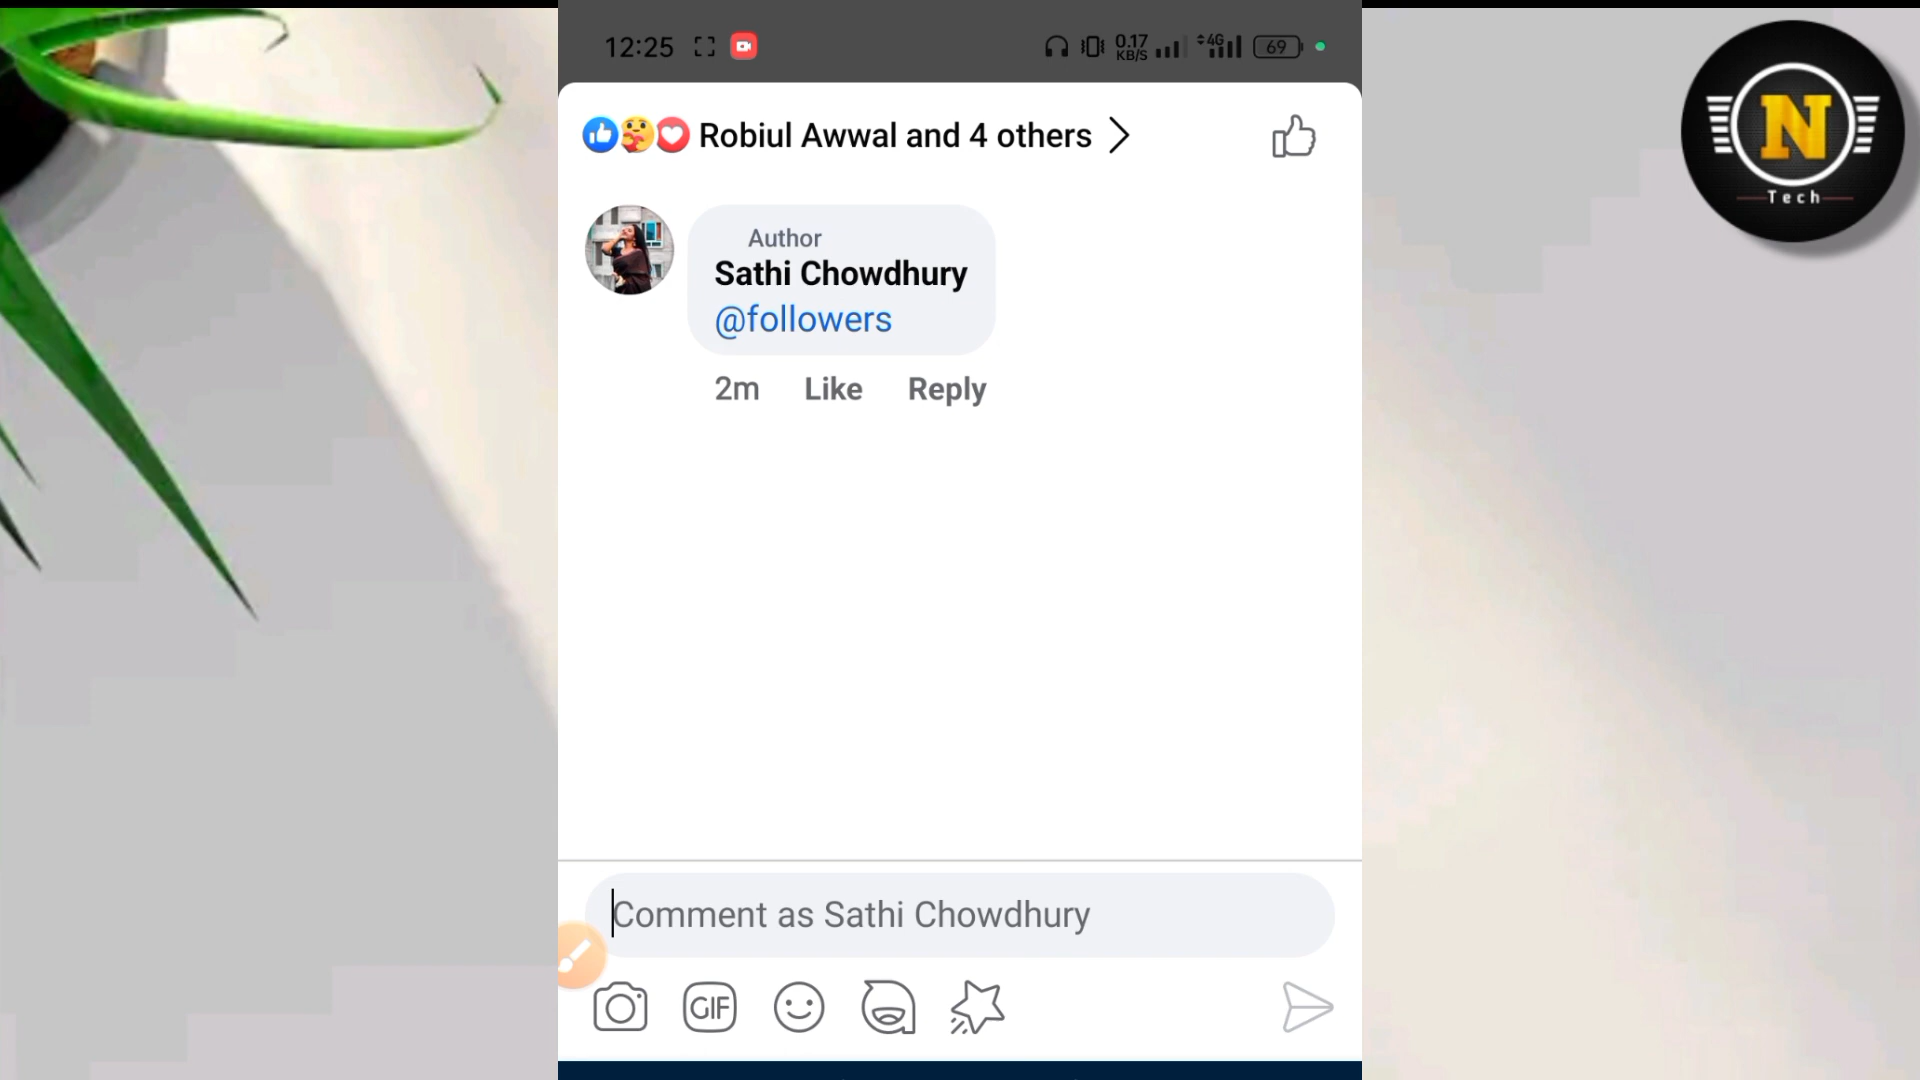 12:25
0.17
KB/S
4G
69
N
Tech
Robiul Awwal and 4 others
Author
Sathi Chowdhury
@followers
2m Like Reply
Comment as Sathi Chowdhury
GIF